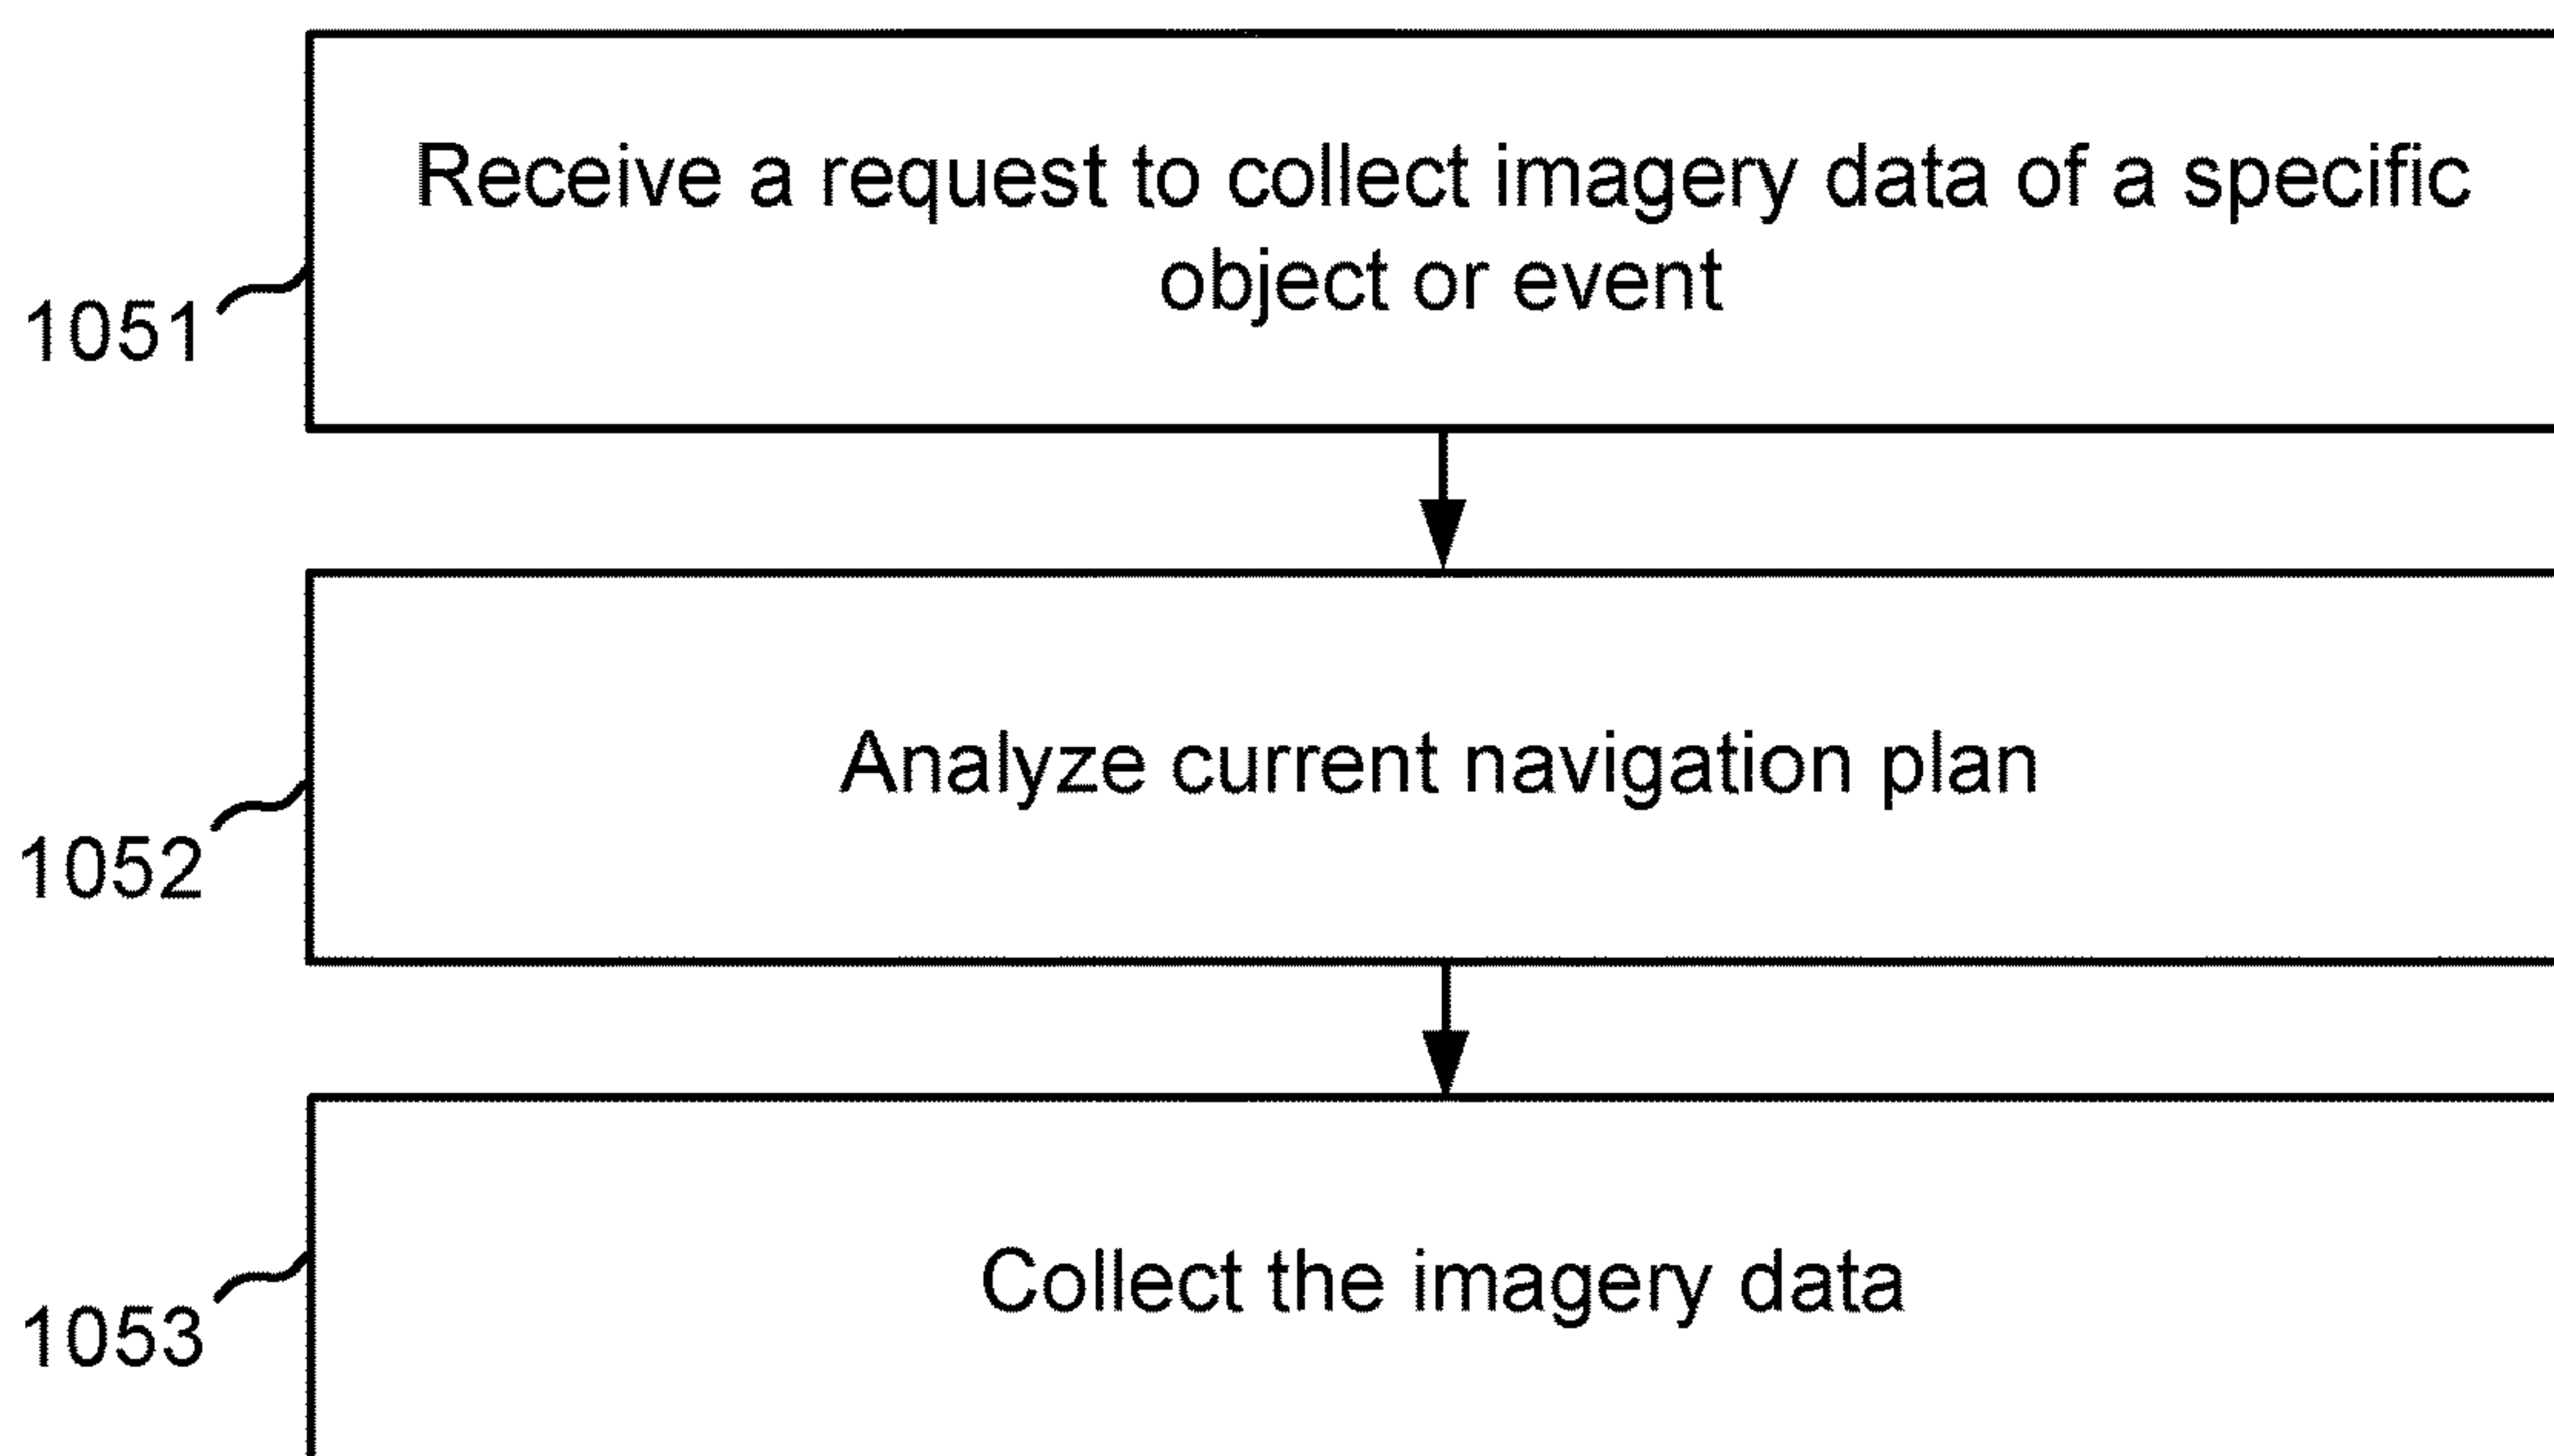 Receive a request to collect imagery data of a specific
object or event
1051
Analyze current navigation plan
1052
Collect the imagery data
1053